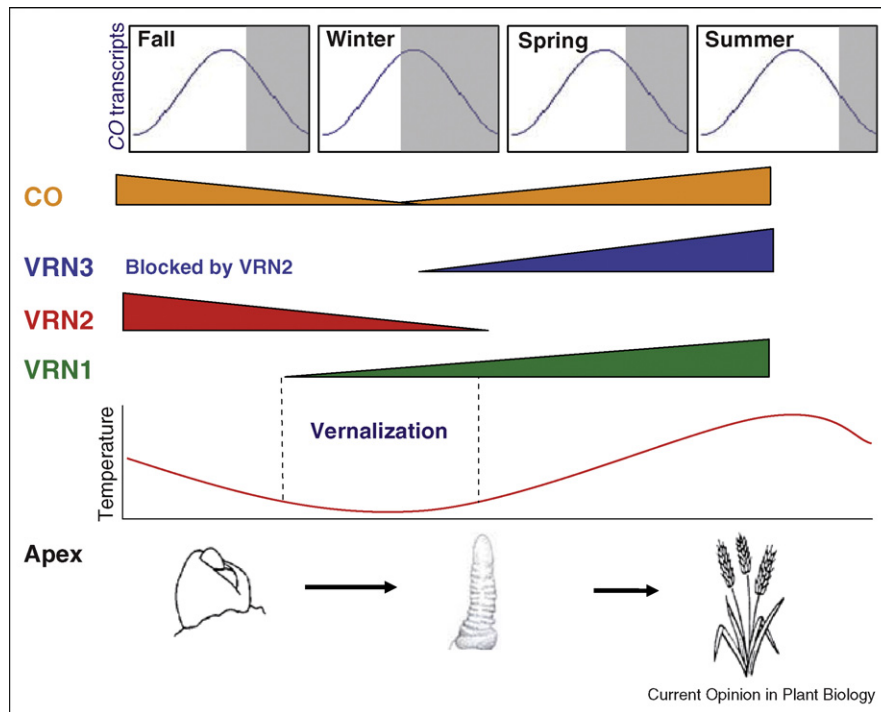 Fall
Winter
Spring
Summer
CO transcripts
CO
VRN3
Blocked by VRN2
VRN2
VRN1
Vernalization
Temperature
Apex
Current Opinion in Plant Biology